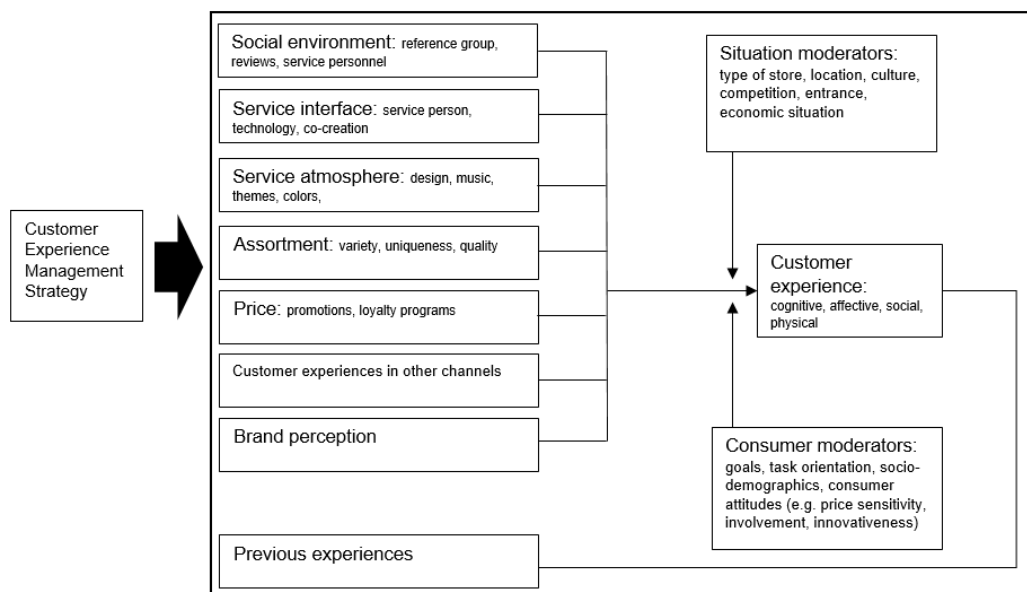 Social environment: reference group,
reviews, service personnel
Service interface: service person,
technology, co-creation
Service atmosphere: design, music,
themes, colors,
Assortment: variety, uniqueness, quality
Price: promotions, loyalty programs
Customer experiences in other channels
Brand perception
Previous experiences
Customer
Experience
Management
Strategy
Situation moderators:
type of store, location, culture,
competition, entrance,
economic situation
Customer
experience:
cognitive, affective, social,
physical
Consumer moderators:
goals, task orientation, socio-
demographics, consumer
attitudes (e.g. price sensitivity,
involvement, innovativeness)